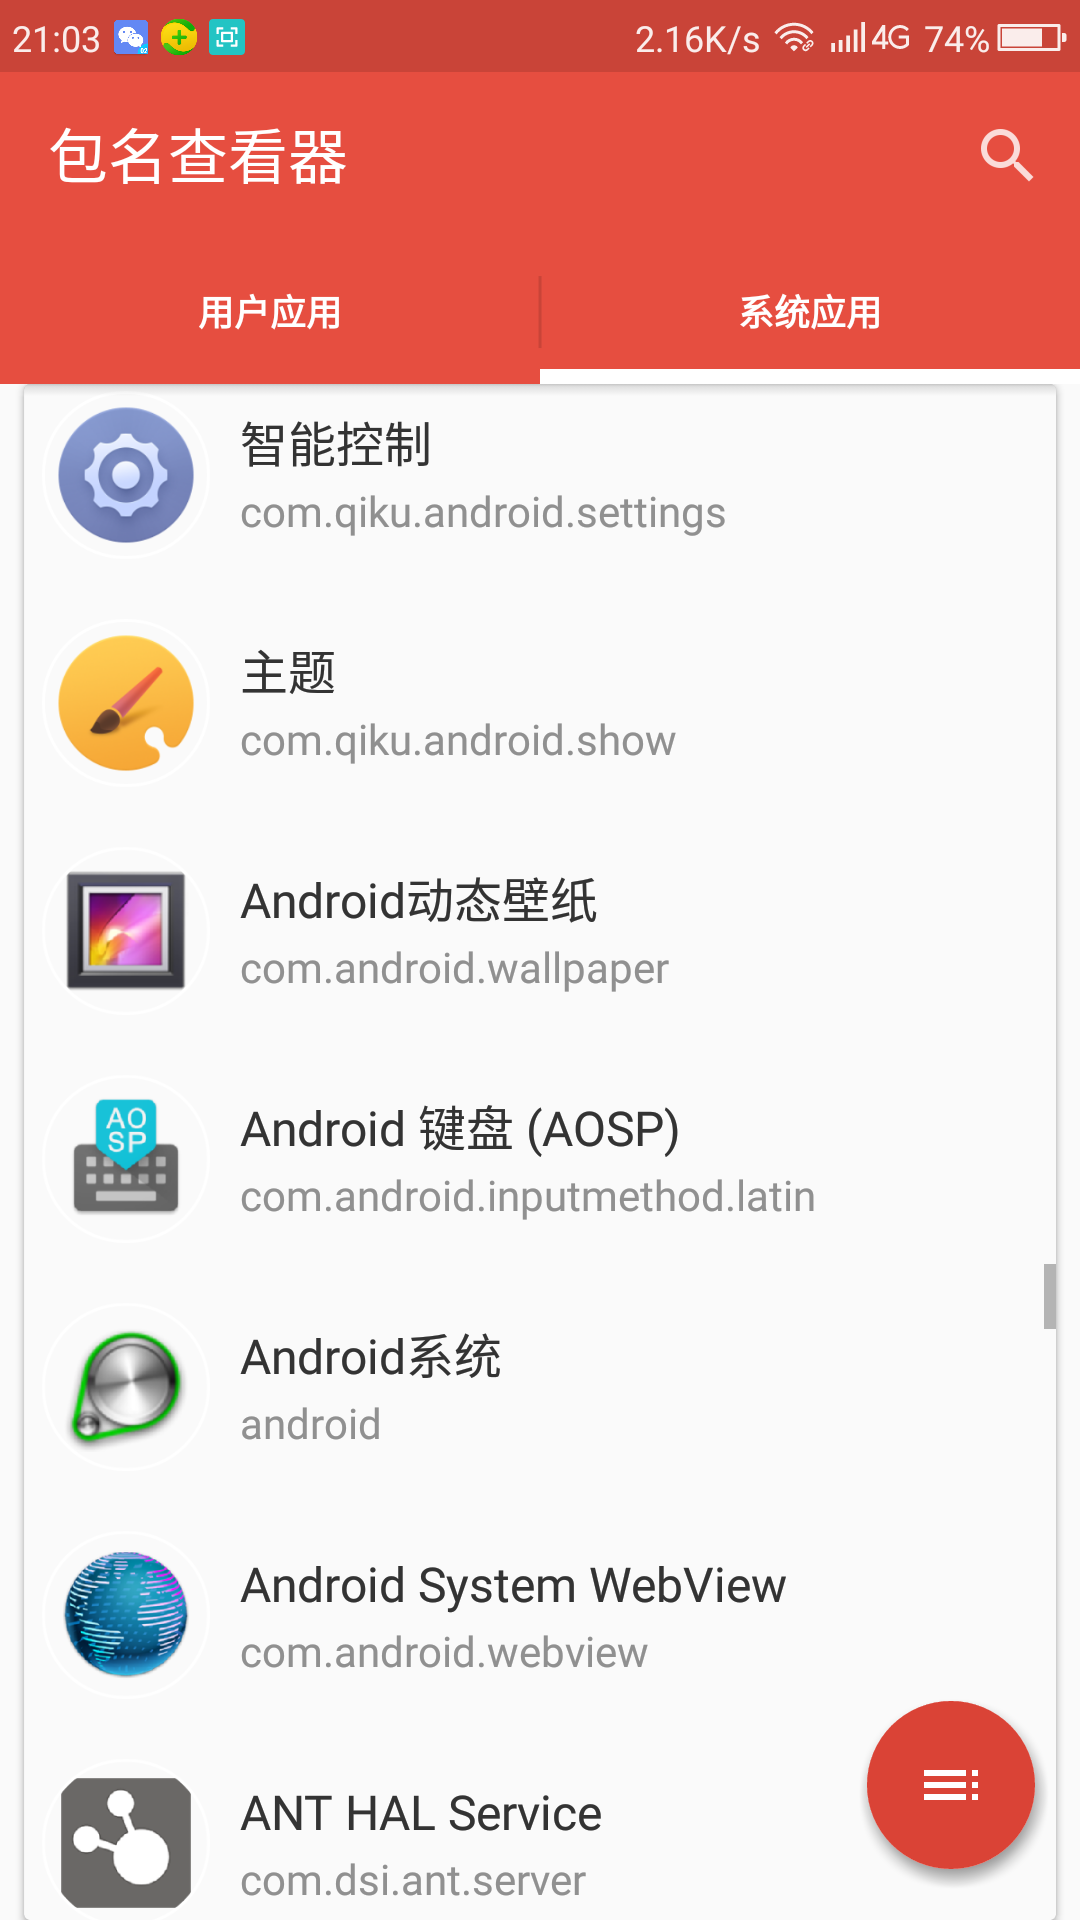 21:03 2.16K/s 4G 74%
包名查看器
用户应用 系统应用
智能控制
com.qiku.android.settings
主题
com.qiku.android.show
Android动态壁纸
com.android.wallpaper
AO
SP
Android 键盘 (AOSP)
com.android.inputmethod.latin
Android系统
android
Android System WebView
com.android.webview
ANT HAL Service
com.dsi.ant.server